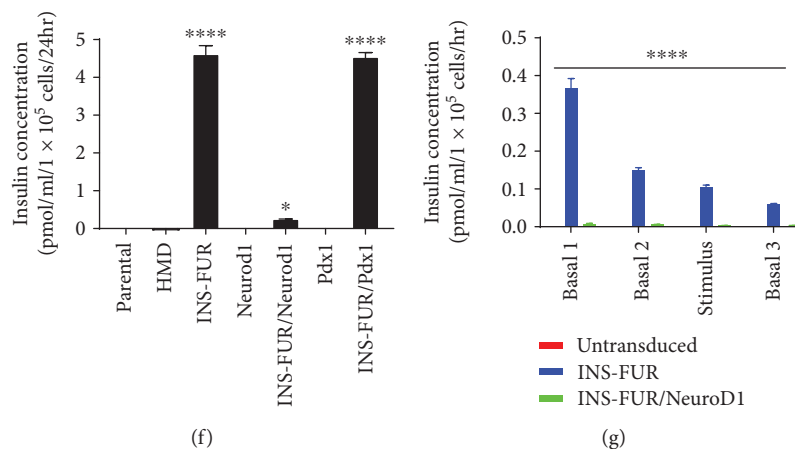 Insulin concentration
(pmol/ml/1 × 10⁵ cells/24hr)
5
4
3
2
1
0
****
*
****
Parental
HMD
INS-FUR
Neurod1
INS-FUR/Neurod1
Pdx1
INS-FUR/Pdx1
(f)
Insulin concentration
(pmol/ml/1 × 10⁵ cells/hr)
0.5
0.4
0.3
0.2
0.1
0.0
****
Basal 1
Basal 2
Stimulus
Basal 3
Untransduced
INS-FUR
INS-FUR/NeuroD1
(g)